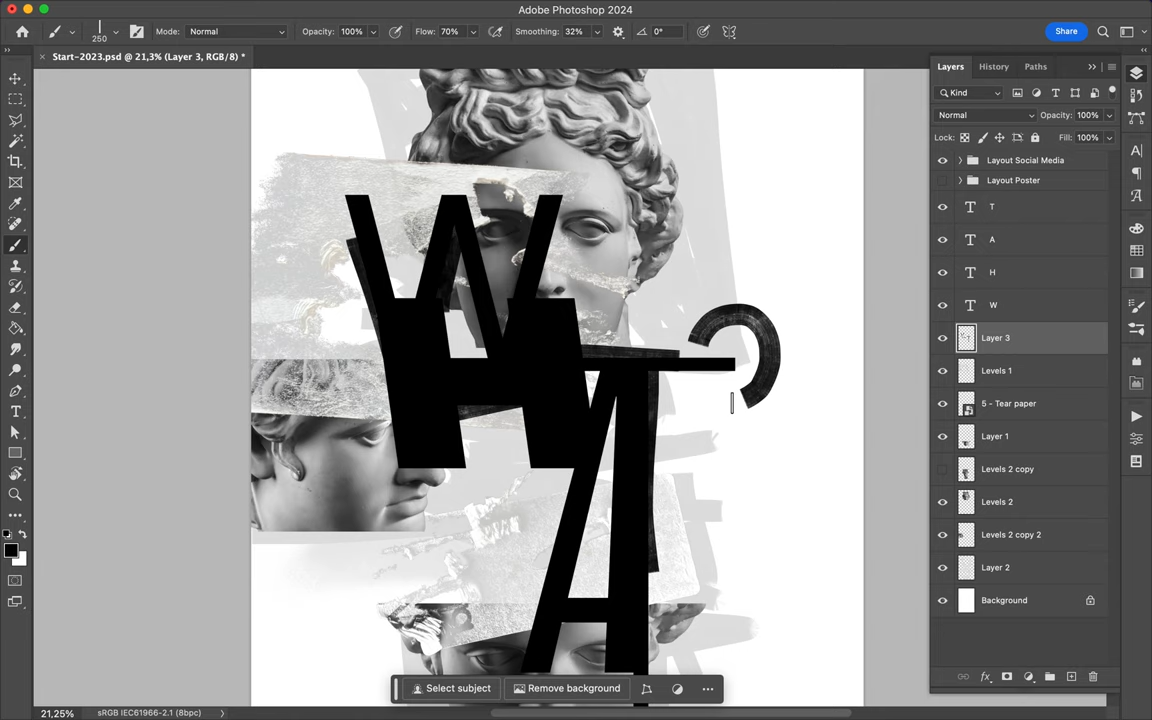 Adobe Photoshop 2024
250
Mode: Normal
Opacity: 100%
Flow: 70%
Smoothing: 32%
0°
Share
Start-2023.psd @ 21,3% (Layer 3, RGB/8) *
Layers
History
Paths
Kind
Normal
Opacity: 100%
Lock:
Fill: 100%
Layout Social Media
Layout Poster
T
A
H
W
Layer 3
Levels 1
5 - Tear paper
Layer 1
Levels 2 copy
Levels 2
Levels 2 copy 2
Layer 2
Background
W
H
A
T
?
Select subject
Remove background
21,25%
sRGB IEC61966-2.1 (8bpc)